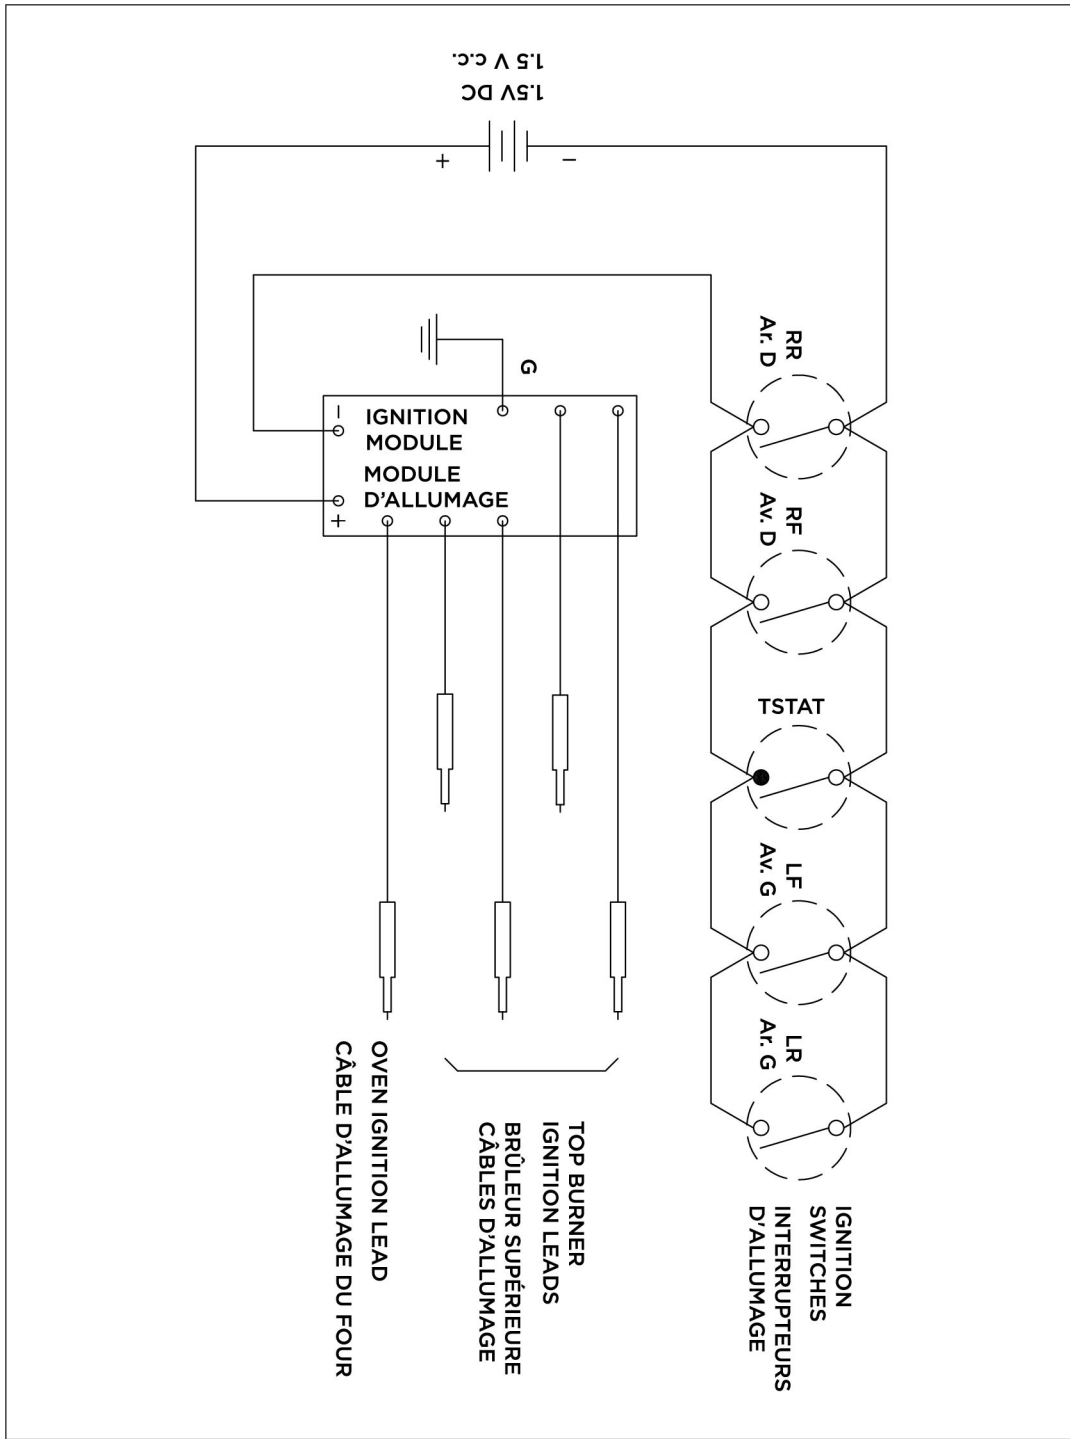 1.5V DC
1.5 V c.c.
+
−
RR
Ar. D
G
−
IGNITION
MODULE
MODULE
D'ALLUMAGE
+
RF
Av. D
TSTAT
LF
Av. G
LR
Ar. G
OVEN IGNITION LEAD
CÂBLE D'ALLUMAGE DU FOUR
TOP BURNER
IGNITION LEADS
BRÛLEUR SUPÉRIEURE
CÂBLES D'ALLUMAGE
IGNITION
SWITCHES
INTERRUPTEURS
D'ALLUMAGE